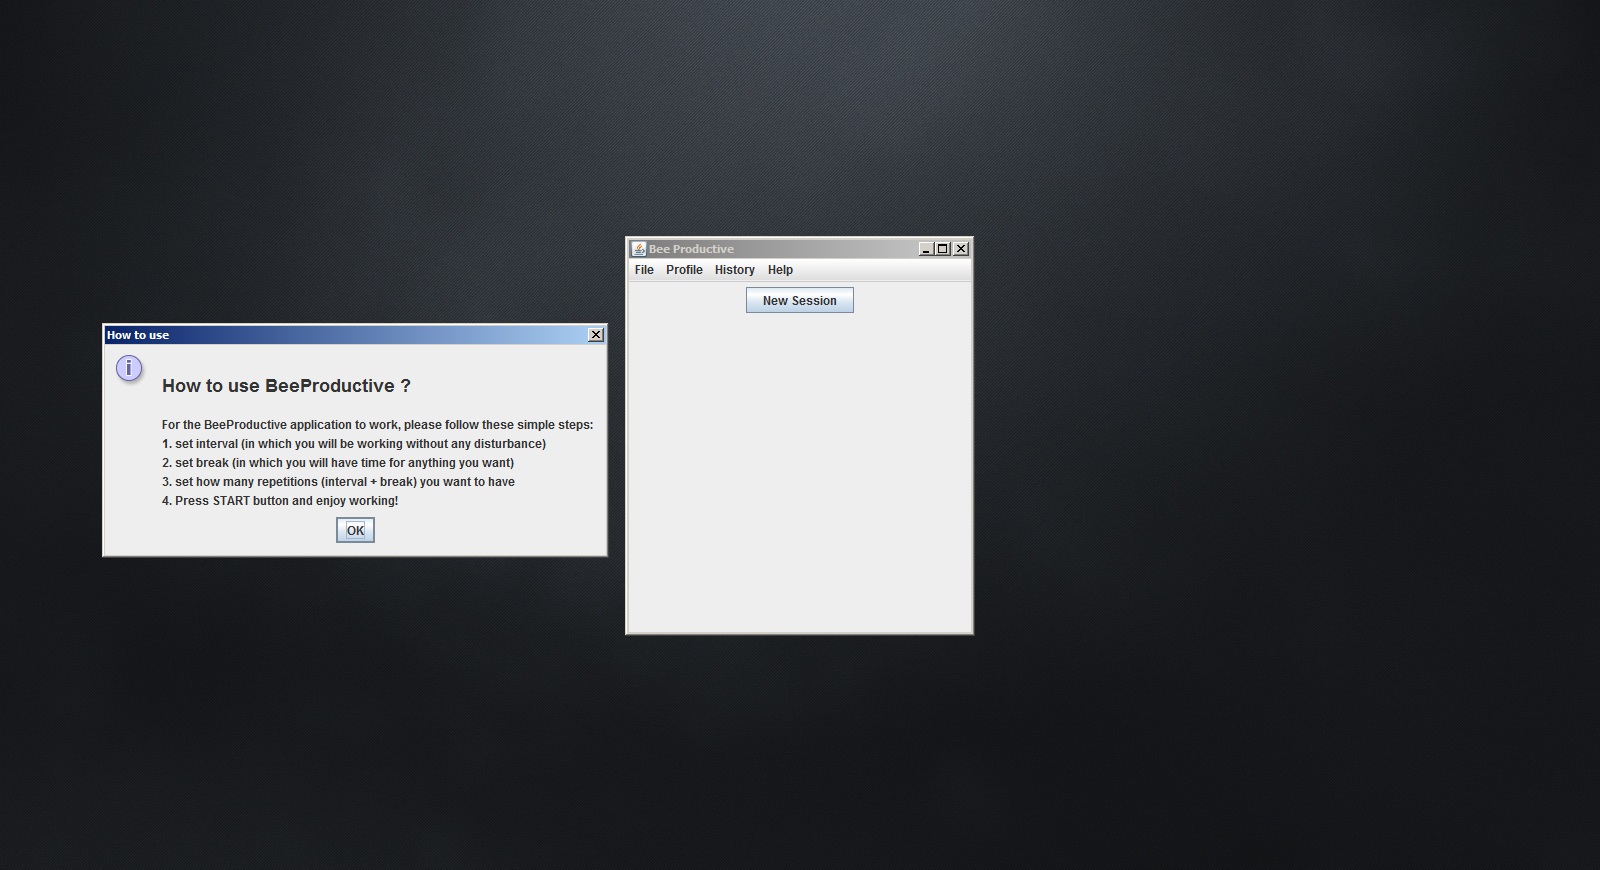 How to use
How to use BeeProductive ?
For the BeeProductive application to work, please follow these simple steps:
1. set interval (in which you will be working without any disturbance)
2. set break (in which you will have time for anything you want)
3. set how many repetitions (interval + break) you want to have
4. Press START button and enjoy working!
OK
Bee Productive
File Profile History Help
New Session